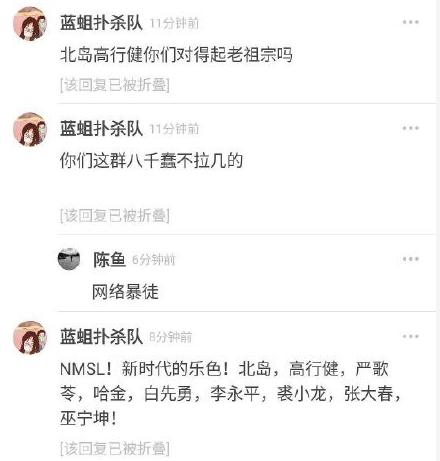 蓝蛆扑杀队 11分钟前
北岛高行健你们对得起老祖宗吗
[该回复已被折叠]
蓝蛆扑杀队 11分钟前
你们这群八千蠢不拉几的
[该回复已被折叠]
陈鱼 6分钟前
网络暴徒
蓝蛆扑杀队 8分钟前
NMSL！新时代的乐色！北岛，高行健，严歌
苓，哈金，白先勇，李永平，裘小龙，张大春，
巫宁坤！
[该回复已被折叠]